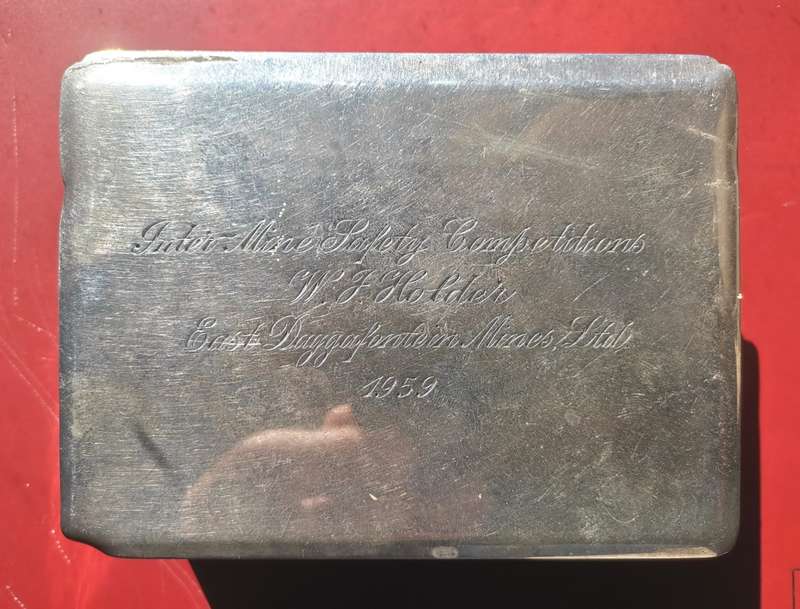 Inter-Mine Safety Competitions
W. J. Holder
East Daggafontein Mines, Ltd
1959